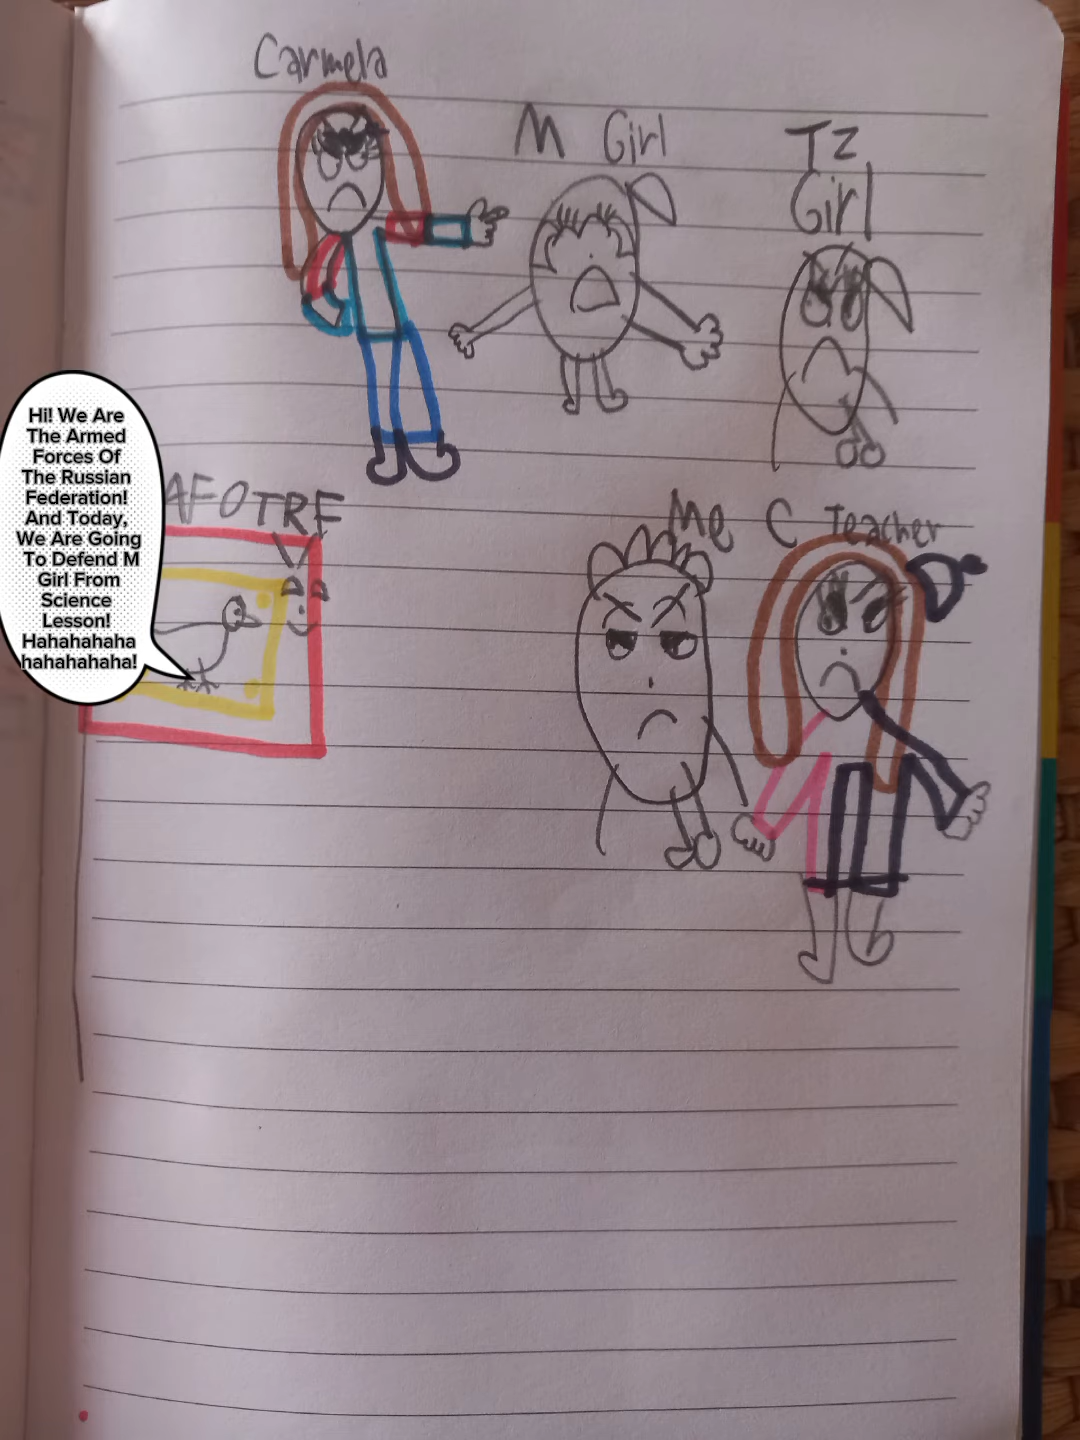 Carmela
M Girl
TZ
Girl
Hi! We Are
The Armed
Forces Of
The Russian
Federation!
And Today,
We Are Going
To Defend M
Girl From
Science
Lesson!
Hahahahaha
hahahahaha!
AFOTRF
Me
C Teacher